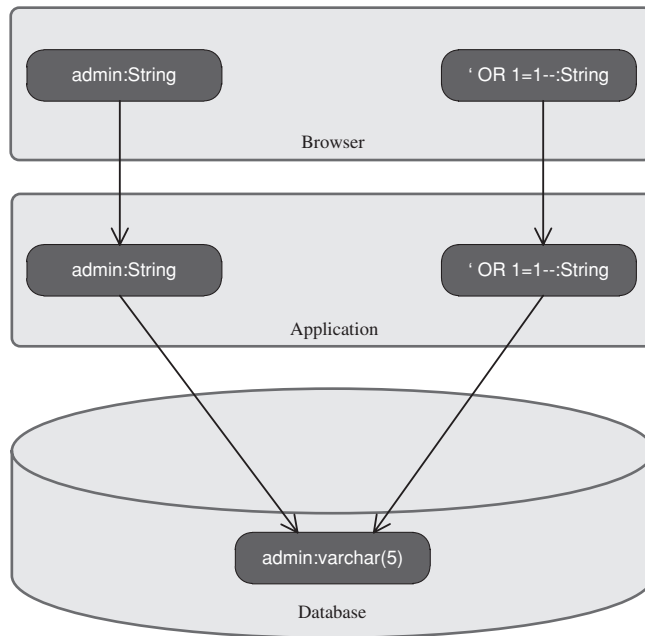 admin:String
‘ OR 1=1--:String
Browser
admin:String
‘ OR 1=1--:String
Application
admin:varchar(5)
Database